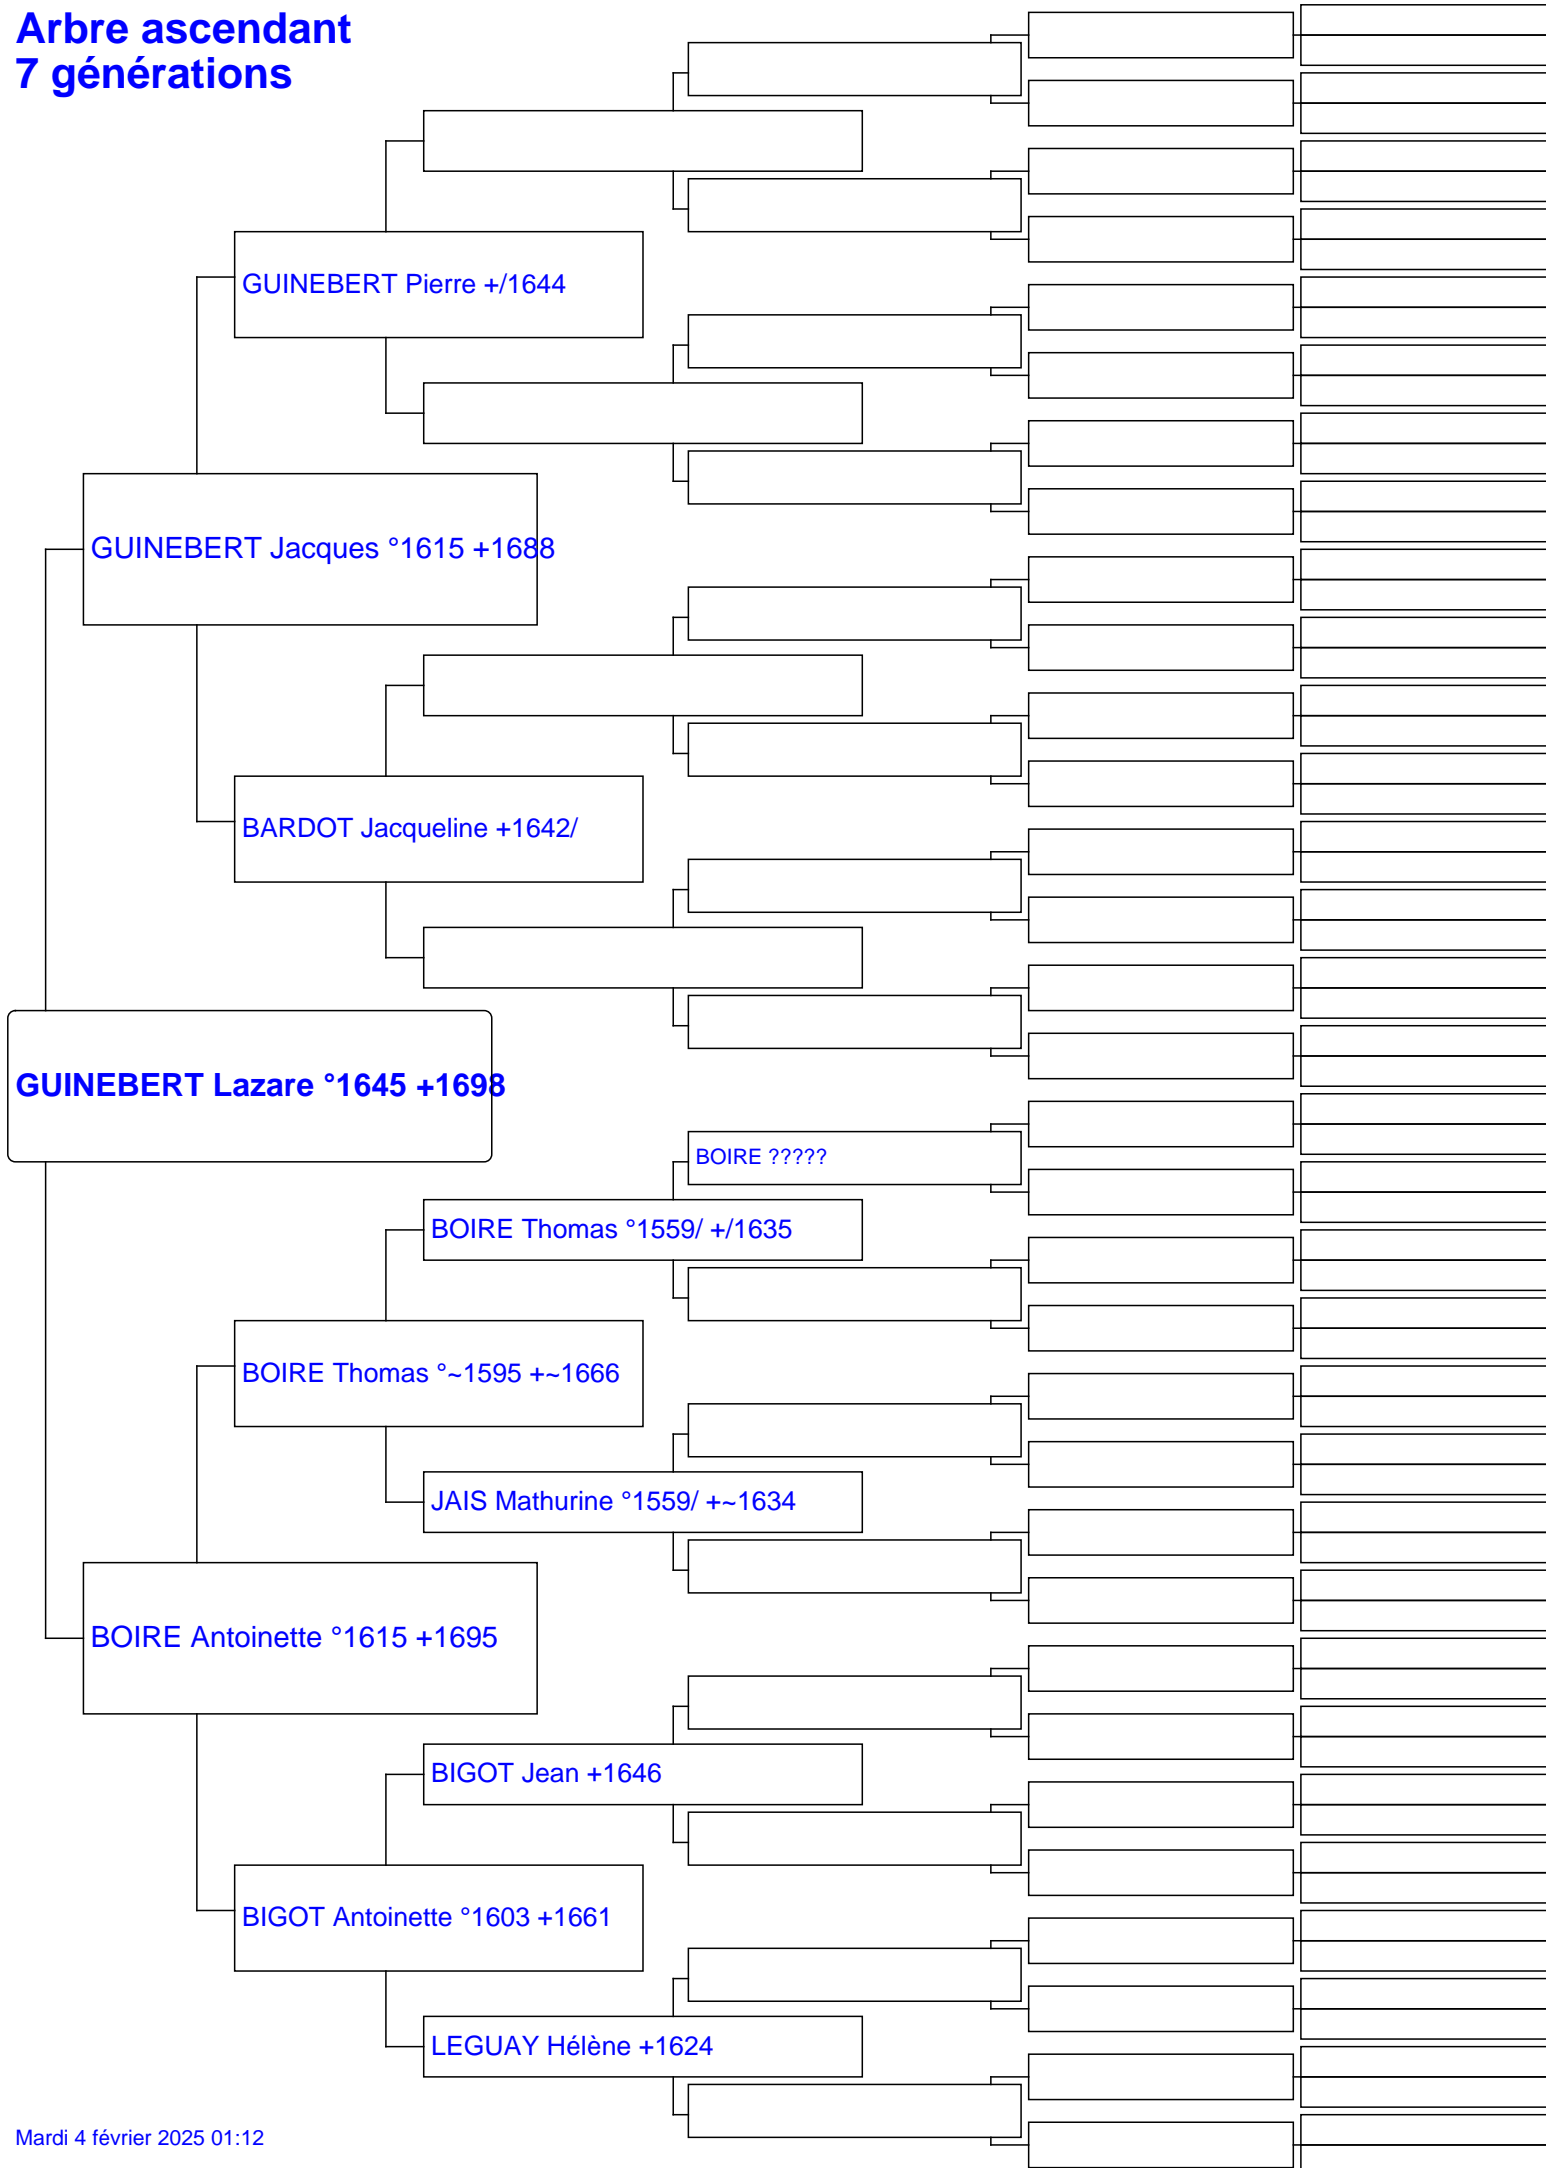 Arbre ascendant
7 générations
GUINEBERT Pierre +/1644
GUINEBERT Jacques °1615 +1688
BARDOT Jacqueline +1642/
GUINEBERT Lazare °1645 +1698
BOIRE ?????
BOIRE Thomas °1559/ +/1635
BOIRE Thomas °~1595 +~1666
JAIS Mathurine °1559/ +~1634
BOIRE Antoinette °1615 +1695
BIGOT Jean +1646
BIGOT Antoinette °1603 +1661
LEGUAY Hélène +1624
Mardi 4 février 2025 01:12